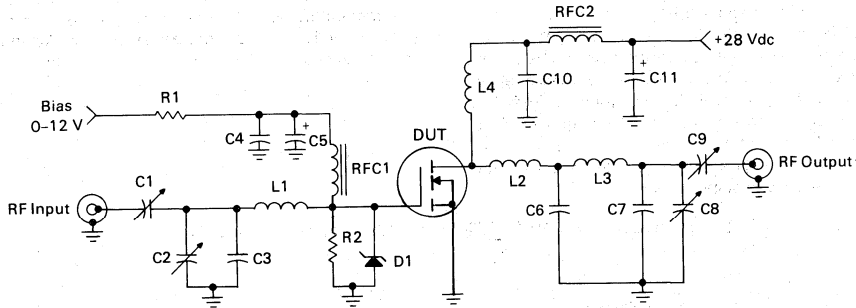 RFC2
+28 Vdc
C10
+
C11
L4
R1
Bias
0–12 V
C4
+
C5
DUT
RFC1
C9
RF Output
L2
L3
C1
L1
RF Input
C6
C7
C8
R2
D1
C2
C3